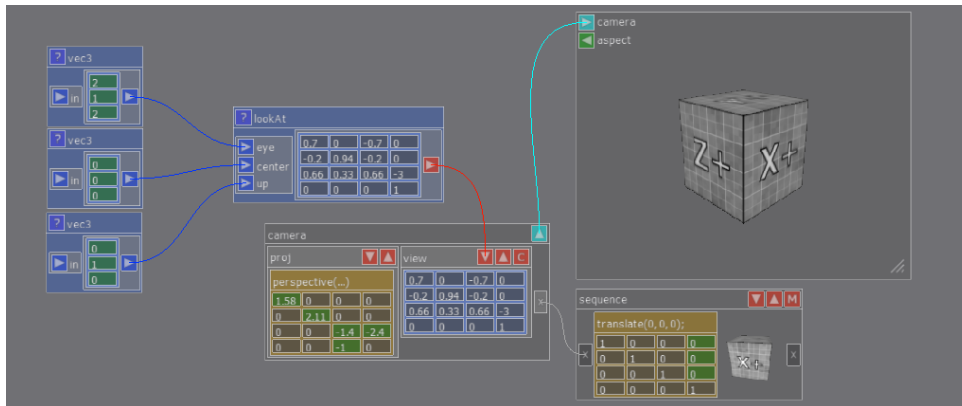 ? vec3
in
2
1
2
? vec3
in
0
0
0
? vec3
in
0
1
0
? lookAt
eye
center
up
0.7 0 -0.7 0
-0.2 0.94 -0.2 0
0.66 0.33 0.66 -3
0 0 0 1
camera
proj
perspective(...)
1.58 0 0 0
0 2.11 0 0
0 0 -1.4 -2.4
0 0 -1 0
view
V C
0.7 0 -0.7 0
-0.2 0.94 -0.2 0
0.66 0.33 0.66 -3
0 0 0 1
x
camera
aspect
Z+ X+
sequence
M
translate(0, 0, 0);
x
1 0 0 0
0 1 0 0
0 0 1 0
0 0 0 1
X+
x